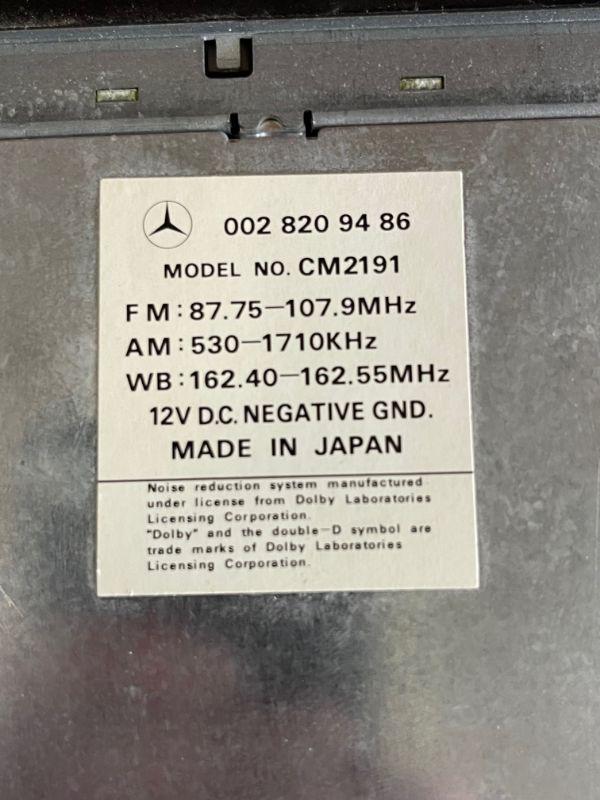 002 820 94 86
MODEL NO. CM2191
FM:87.75—107.9MHz
AM:530—1710KHz
WB:162.40—162.55MHz
12V D.C. NEGATIVE GND.
MADE IN JAPAN
Noise reduction system manufactured
under license from Dolby Laboratories
Licensing Corporation.
"Dolby" and the double-D symbol are
trade marks of Dolby Laboratories
Licensing Corporation.